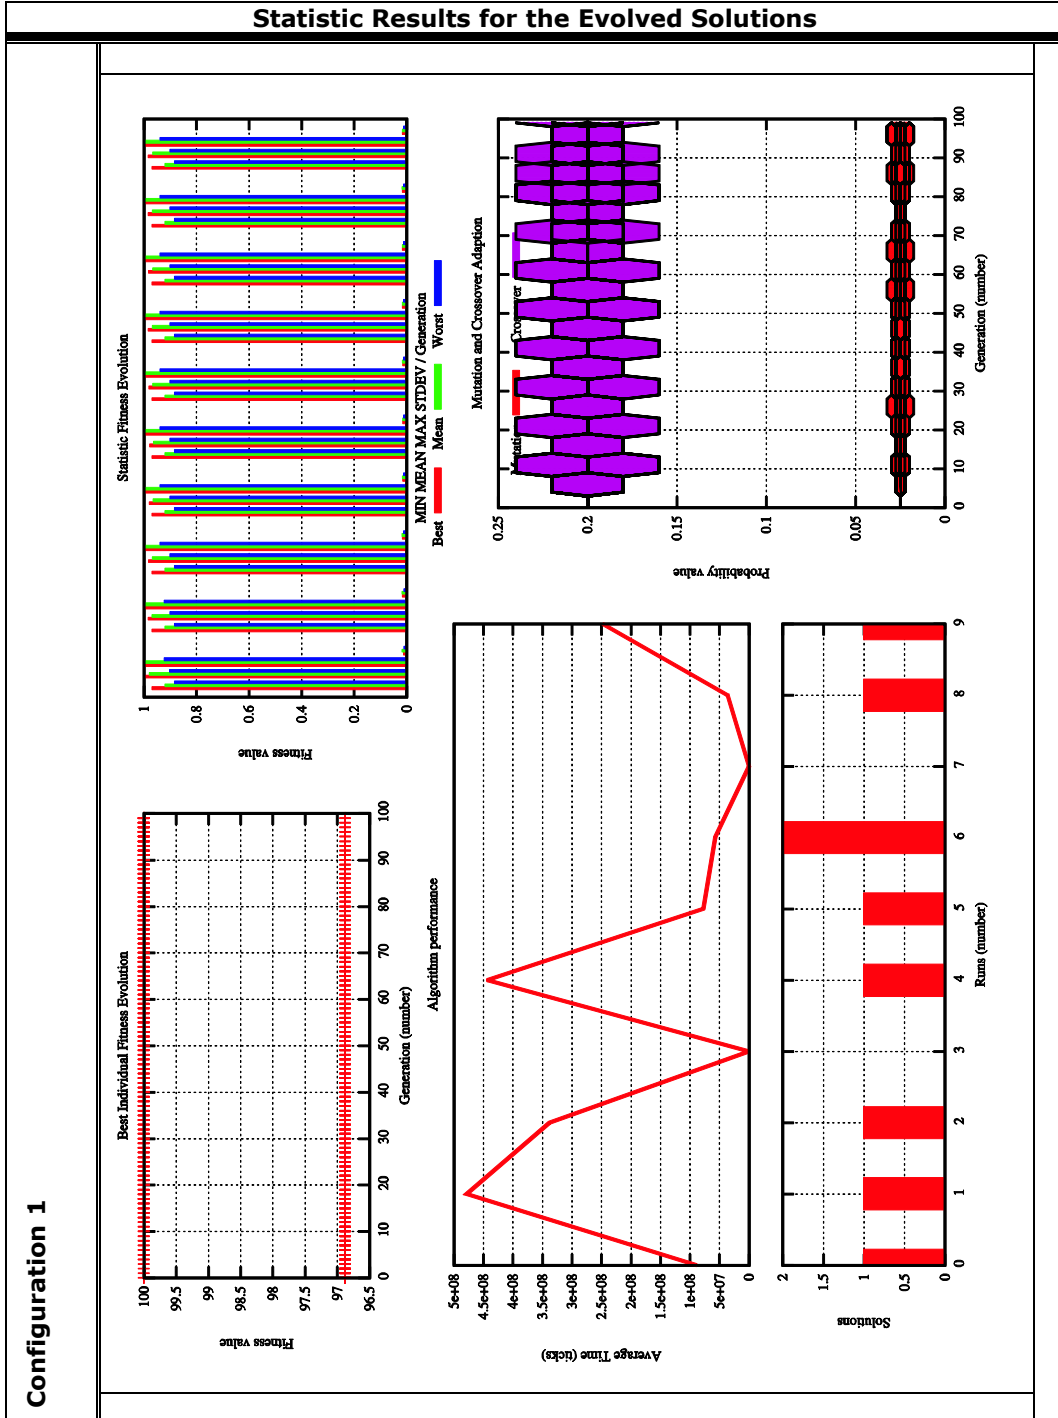 Statistic Results for the Evolved Solutions
Configuration 1
Best Individual Fitness Evolution
100
99.5
99
98.5
98
97.5
97
96.5
Fitness value
0 10 20 30 40 50 60 70 80 90 100
Generation (number)
Statistic Fitness Evolution
1
0.8
0.6
0.4
0.2
0
Fitness value
MIN MEAN MAX STDEV / Generation
Best Mean Worst
Algorithm performance
5e+08
4.5e+08
4e+08
3.5e+08
3e+08
2.5e+08
2e+08
1.5e+08
1e+08
5e+07
0
Average Time (ticks)
2
1.5
1
0.5
0
Solutions
0 1 2 3 4 5 6 7 8 9
Runs (number)
Mutation and Crossover Adaption
Crossover
0.25
0.2
0.15
0.1
0.05
0
Probability value
0 10 20 30 40 50 60 70 80 90 100
Generation (number)